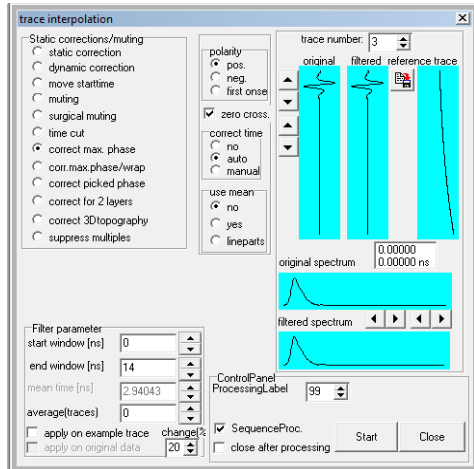 trace interpolation
Static corrections/muting
static correction
dynamic correction
move starttime
muting
surgical muting
time cut
correct max. phase
corr.max.phase/wrap
correct picked phase
correct for 2 layers
correct 3Dtopography
suppress multiples
polarity
pos.
neg.
first onse
zero cross.
correct time
no
auto
manual
use mean
no
yes
lineparts
trace number: 3
original filtered reference trace
0.00000
original spectrum 0.00000 ns
filtered spectrum
Filter parameter
start window [ns] 0
end window [ns] 14
mean time [ns] 2.94043
average(traces) 0
apply on example trace change(%
apply on original data 20
ControlPanel
ProcessingLabel 99
SequenceProc.
close after processing
Start Close